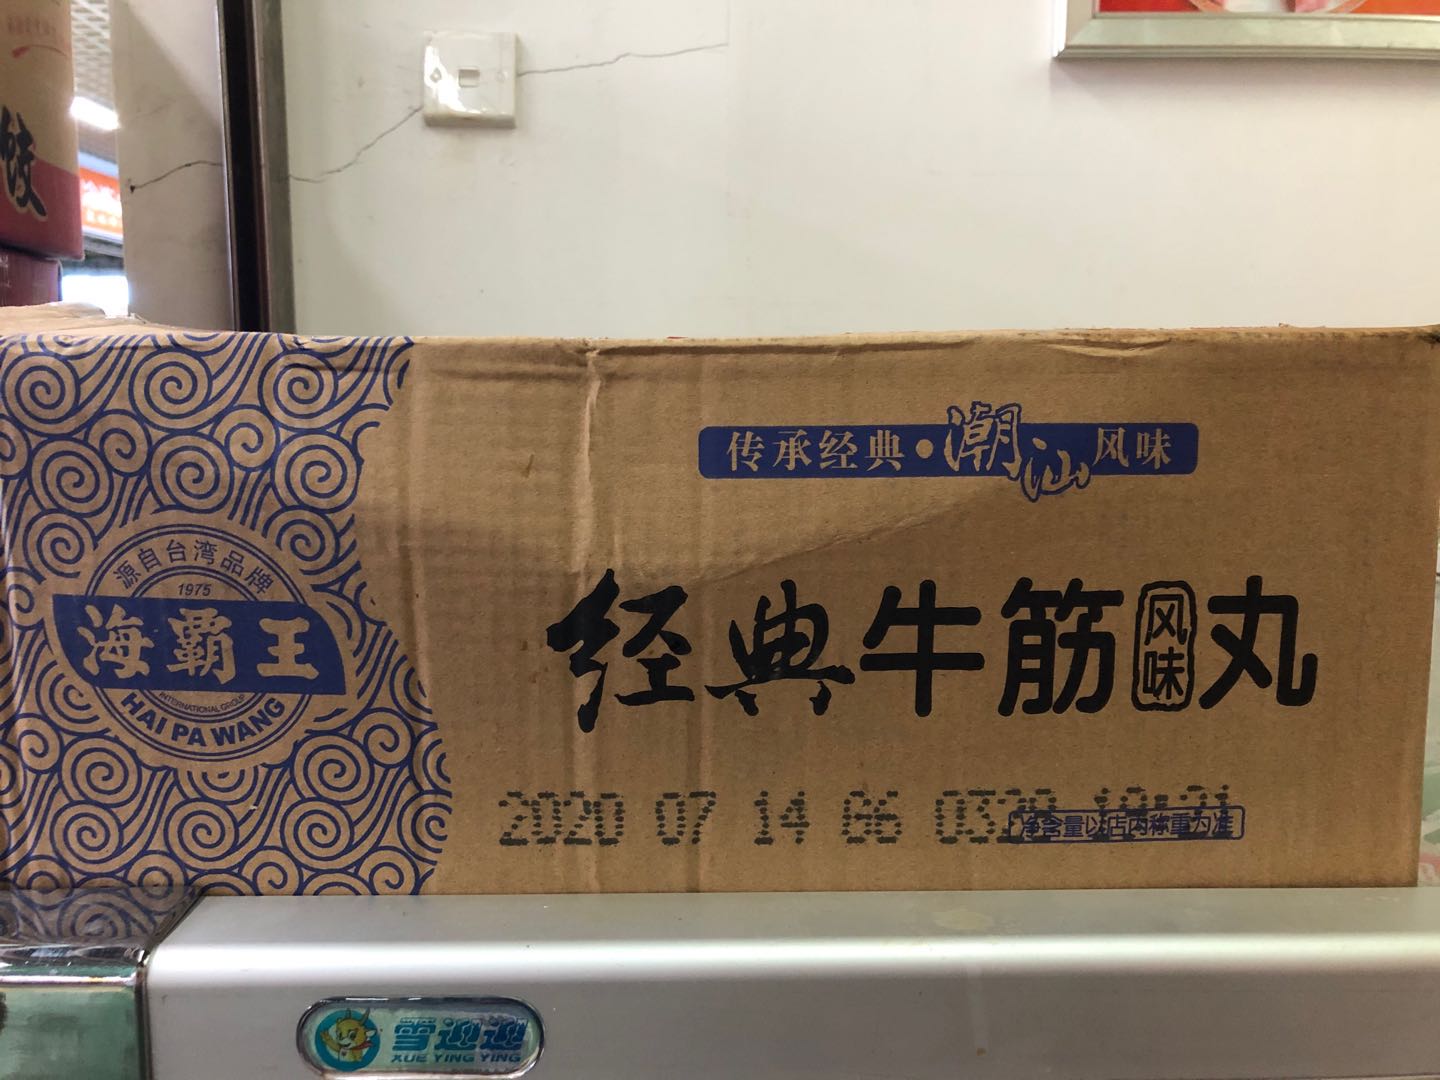 饺
传承经典·潮汕风味
源自台湾品牌
1975
海霸王
INTERNATIONAL GROUP
HAI PA WANG
经典牛筋风味丸
2020 07 14 G6
净含量以店内称重为准
雪迎迎
XUE YING YING